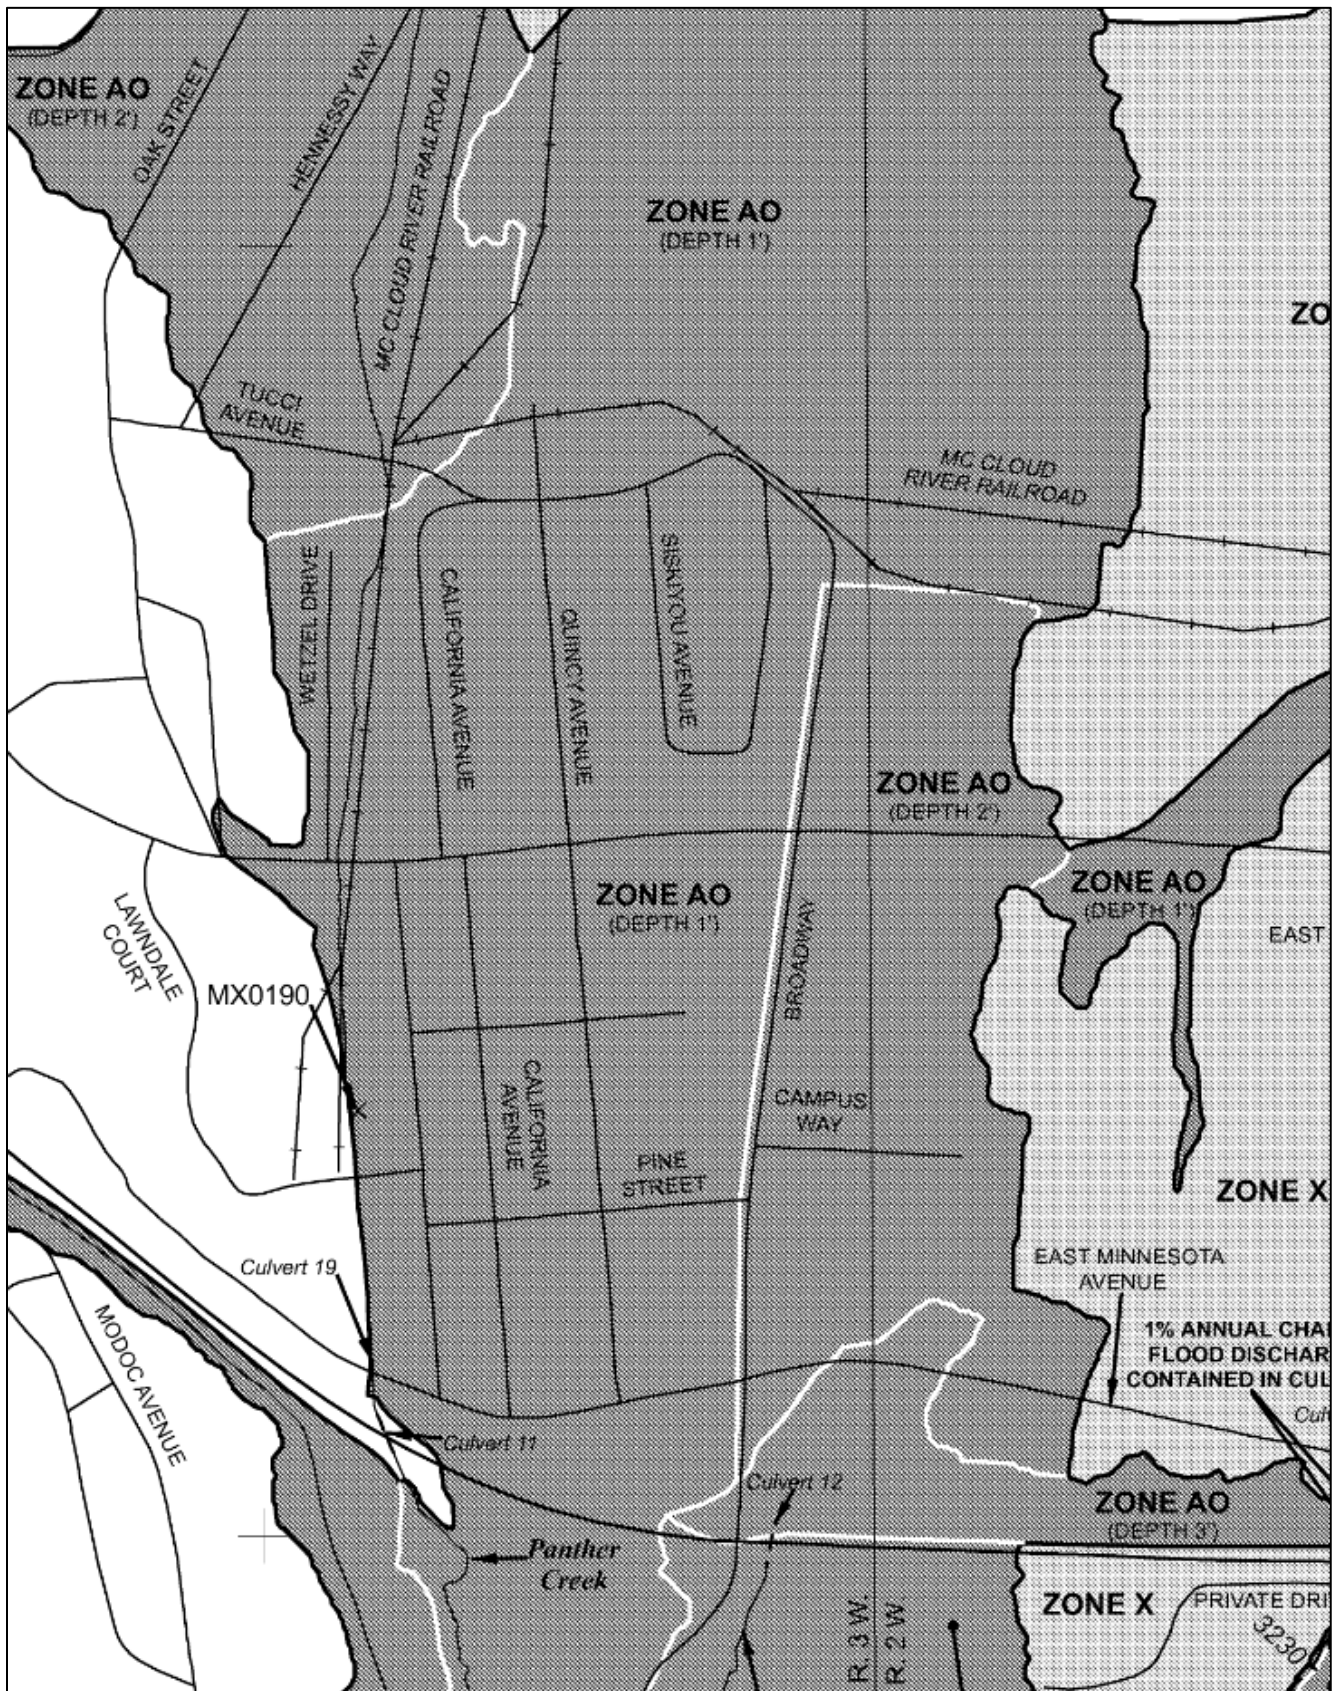 ZONE AO
(DEPTH 2')
OAK STREET
HENNESSY WAY
MC CLOUD RIVER RAILROAD
ZONE AO
(DEPTH 1')
ZO
TUCCI
AVENUE
MC CLOUD
RIVER RAILROAD
WETZEL DRIVE
CALIFORNIA AVENUE
QUINCY AVENUE
SISKIYOU AVENUE
ZONE AO
(DEPTH 2')
ZONE AO
(DEPTH 1')
ZONE AO
(DEPTH 1')
LAWNDALE
COURT
BROADWAY
EAST
MX0190
CALIFORNIA
AVENUE
CAMPUS
WAY
PINE
STREET
ZONE X
Culvert 19
EAST MINNESOTA
AVENUE
MODOC AVENUE
1% ANNUAL CHA
FLOOD DISCHAR
CONTAINED IN CUL
Culv
Culvert 11
Culvert 12
ZONE AO
(DEPTH 3')
Panther
Creek
ZONE X
PRIVATE DRI
3230
R. 3 W.
R. 2 W.